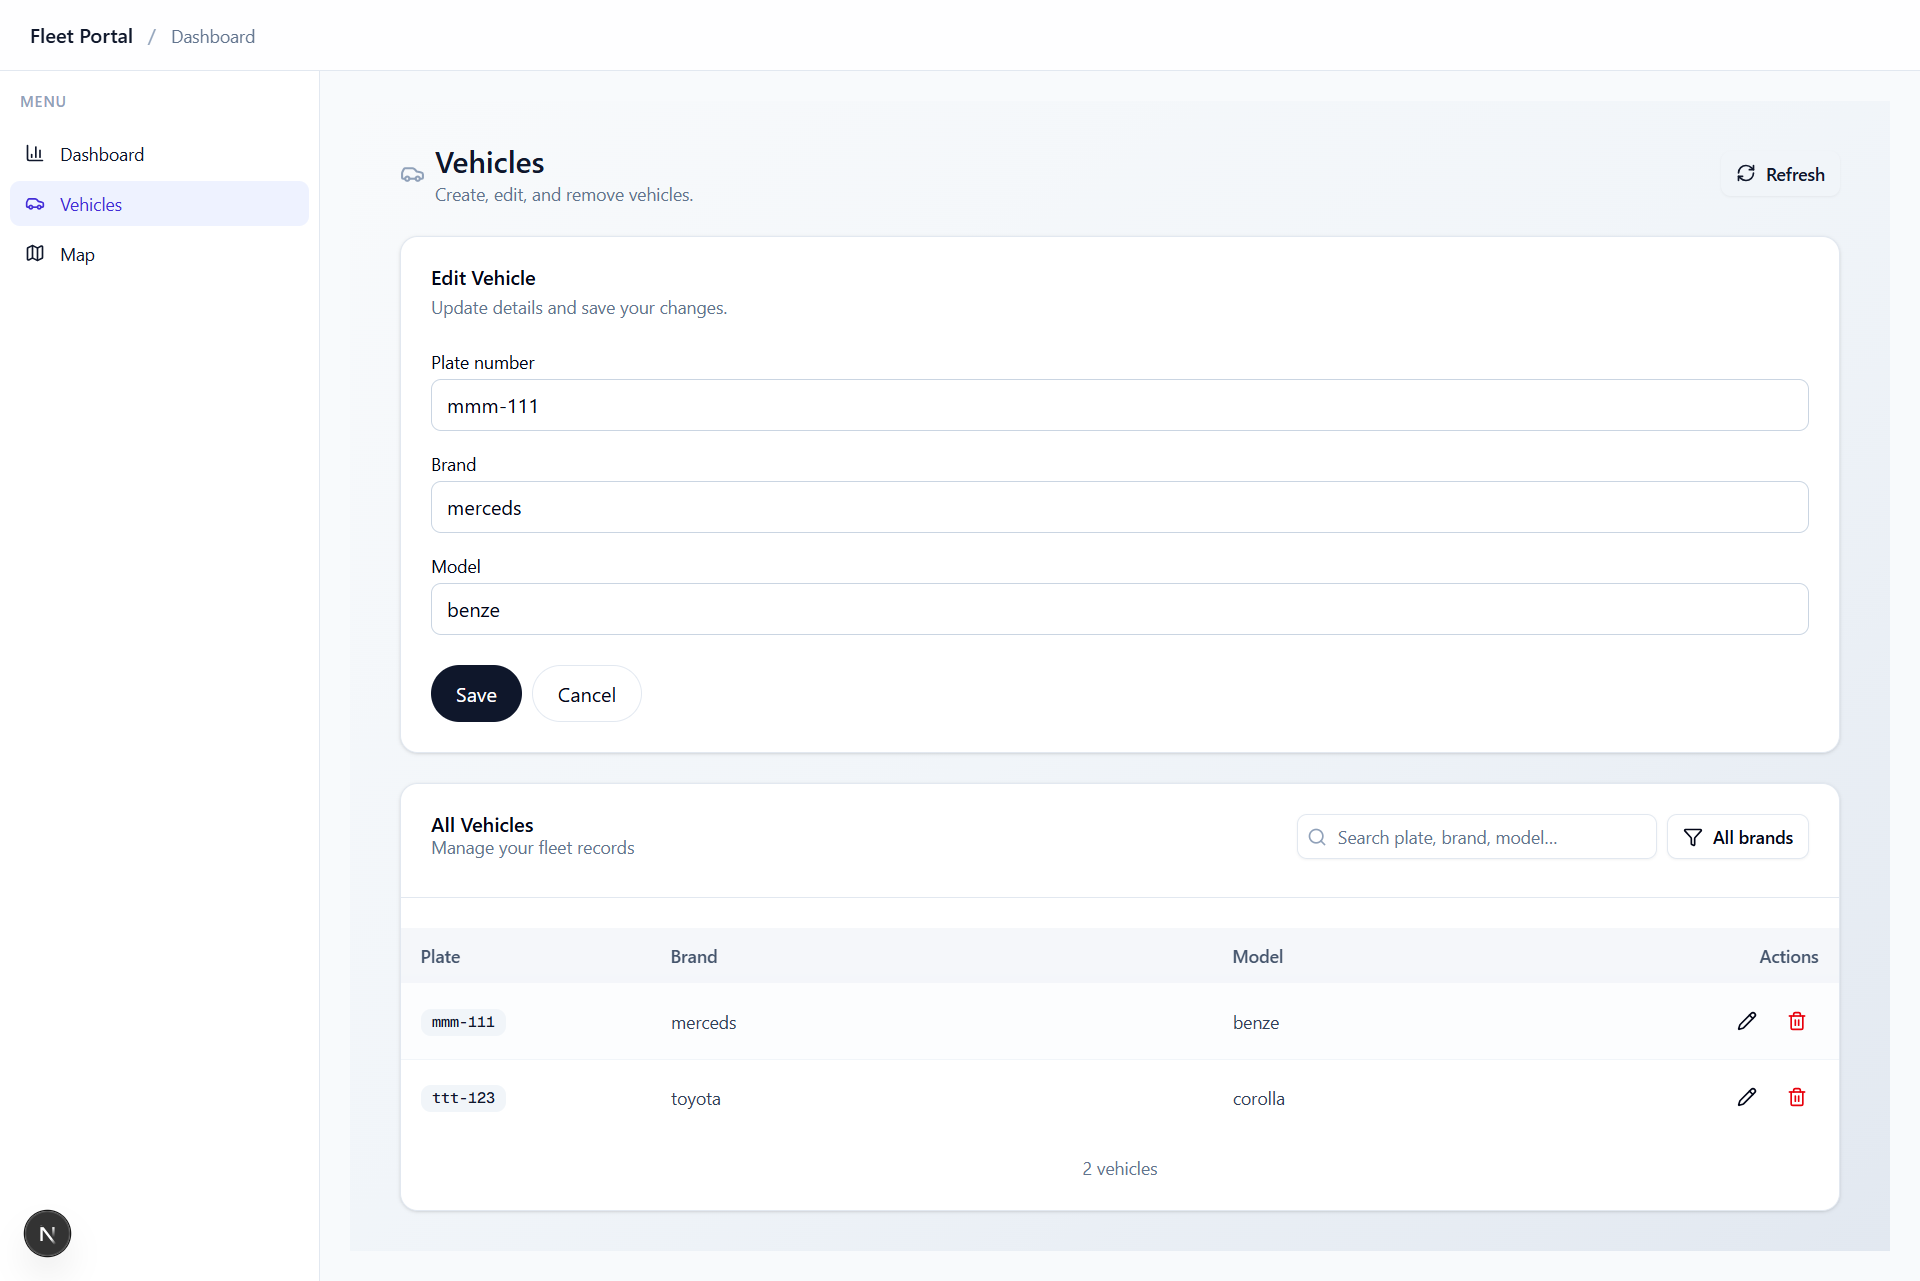 Fleet Portal / Dashboard
MENU
Dashboard
Vehicles
Map
Vehicles
Create, edit, and remove vehicles.
Refresh
Edit Vehicle
Update details and save your changes.
Plate number
mmm-111
Brand
merceds
Model
benze
Save Cancel
All Vehicles
Manage your fleet records
Search plate, brand, model...
All brands
Plate Brand Model Actions
mmm-111 merceds benze
ttt-123 toyota corolla
2 vehicles
N